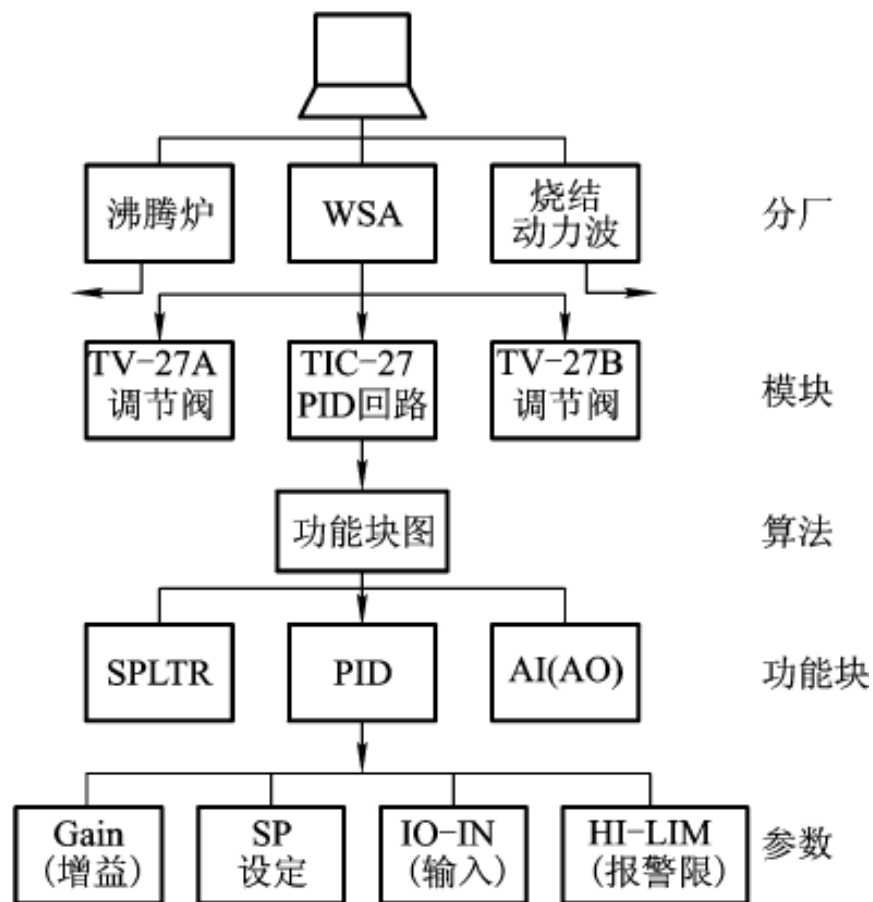 沸腾炉
WSA
烧结
动力波
分厂
TV-27A
调节阀
TIC-27
PID回路
TV-27B
调节阀
模块
功能块图
算法
SPLTR
PID
AI(AO)
功能块
Gain
(增益)
SP
设定
IO-IN
(输入)
HI-LIM
(报警限)
参数